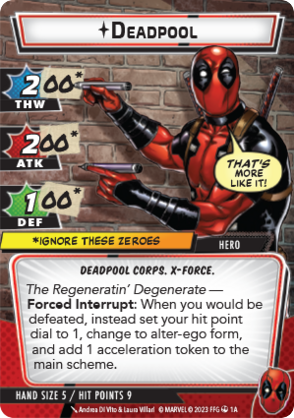 DEADPOOL
200*
THW
200*
ATK
100*
DEF
THAT'S
MORE
LIKE IT!
*IGNORE THESE ZEROES
HERO
DEADPOOL CORPS. X-FORCE.
The Regeneratin' Degenerate —
Forced Interrupt: When you would be
defeated, instead set your hit point
dial to 1, change to alter-ego form,
and add 1 acceleration token to the
main scheme.
HAND SIZE 5 / HIT POINTS 9
Andrea Di Vito & Laura Villari © MARVEL © 2023 FFG 1A